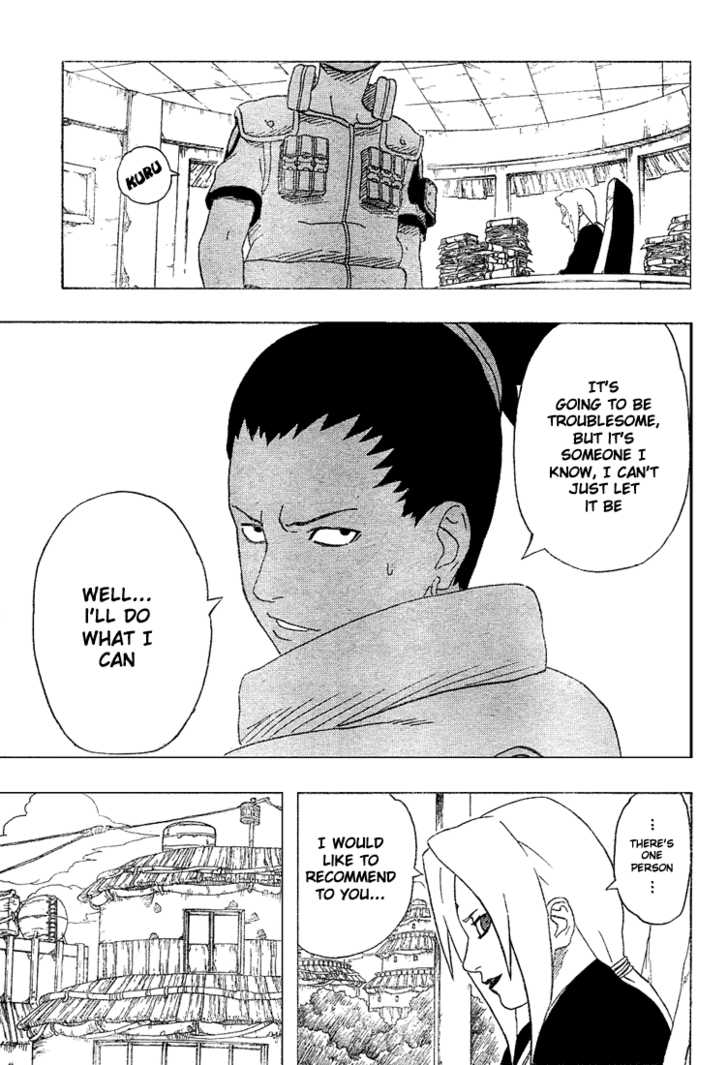 KURU
IT'S
GOING TO BE
TROUBLESOME,
BUT IT'S
SOMEONE I
KNOW, I CAN'T
JUST LET
IT BE
WELL...
I'LL DO
WHAT I
CAN
...
THERE'S
ONE
PERSON
...
I WOULD
LIKE TO
RECOMMEND
TO YOU...